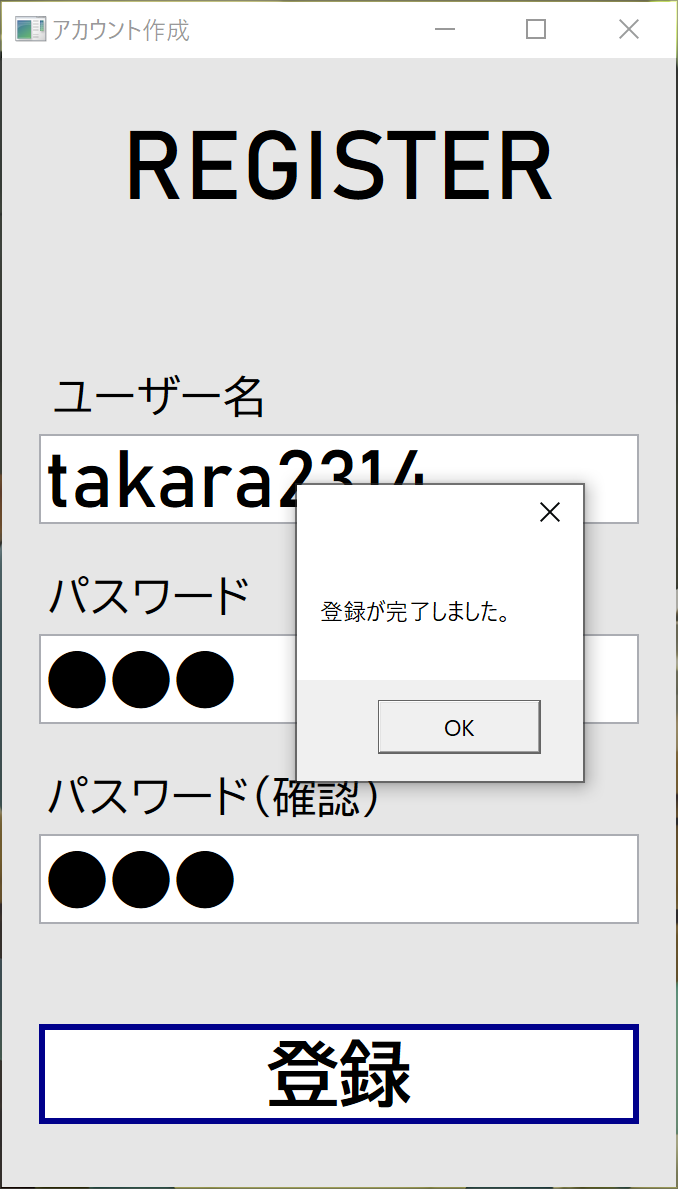 アカウント作成
REGISTER
ユーザー名
takara2314
パスワード
●●●
登録が完了しました。
OK
パスワード(確認)
●●●
登録